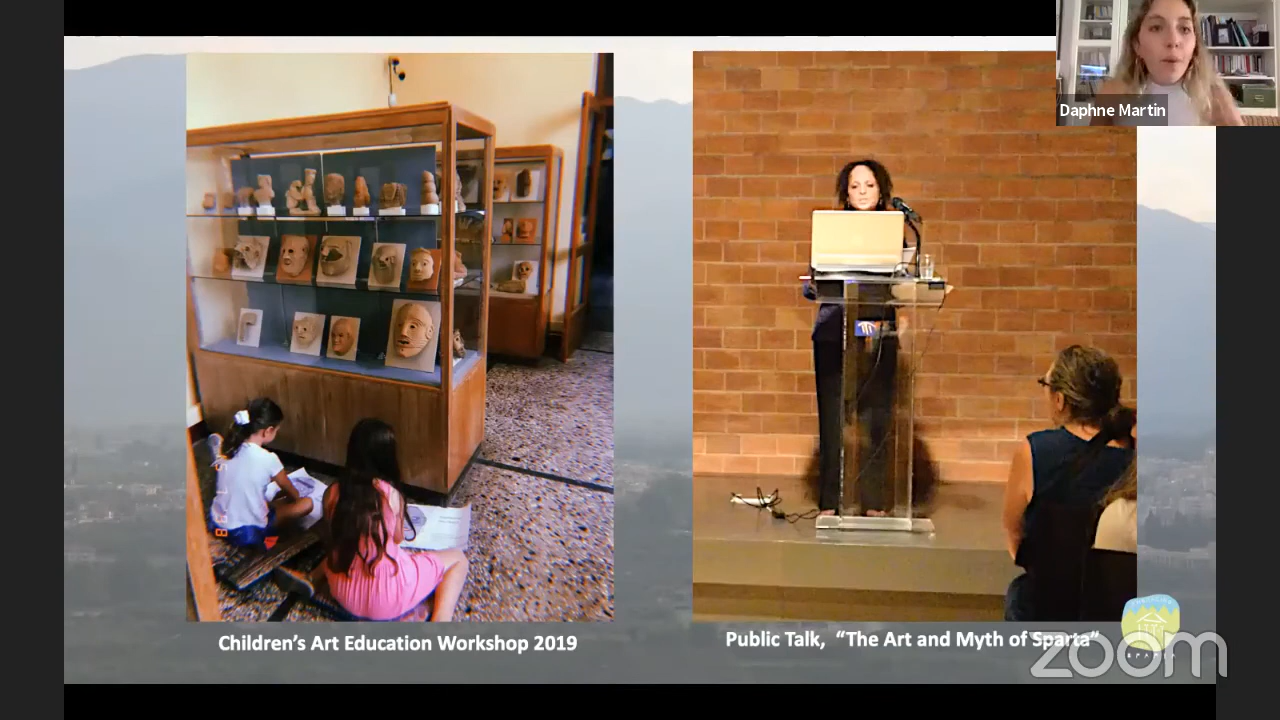 Daphne Martin
Children's Art Education Workshop 2019
Public Talk, "The Art and Myth of Sparta"
zoom